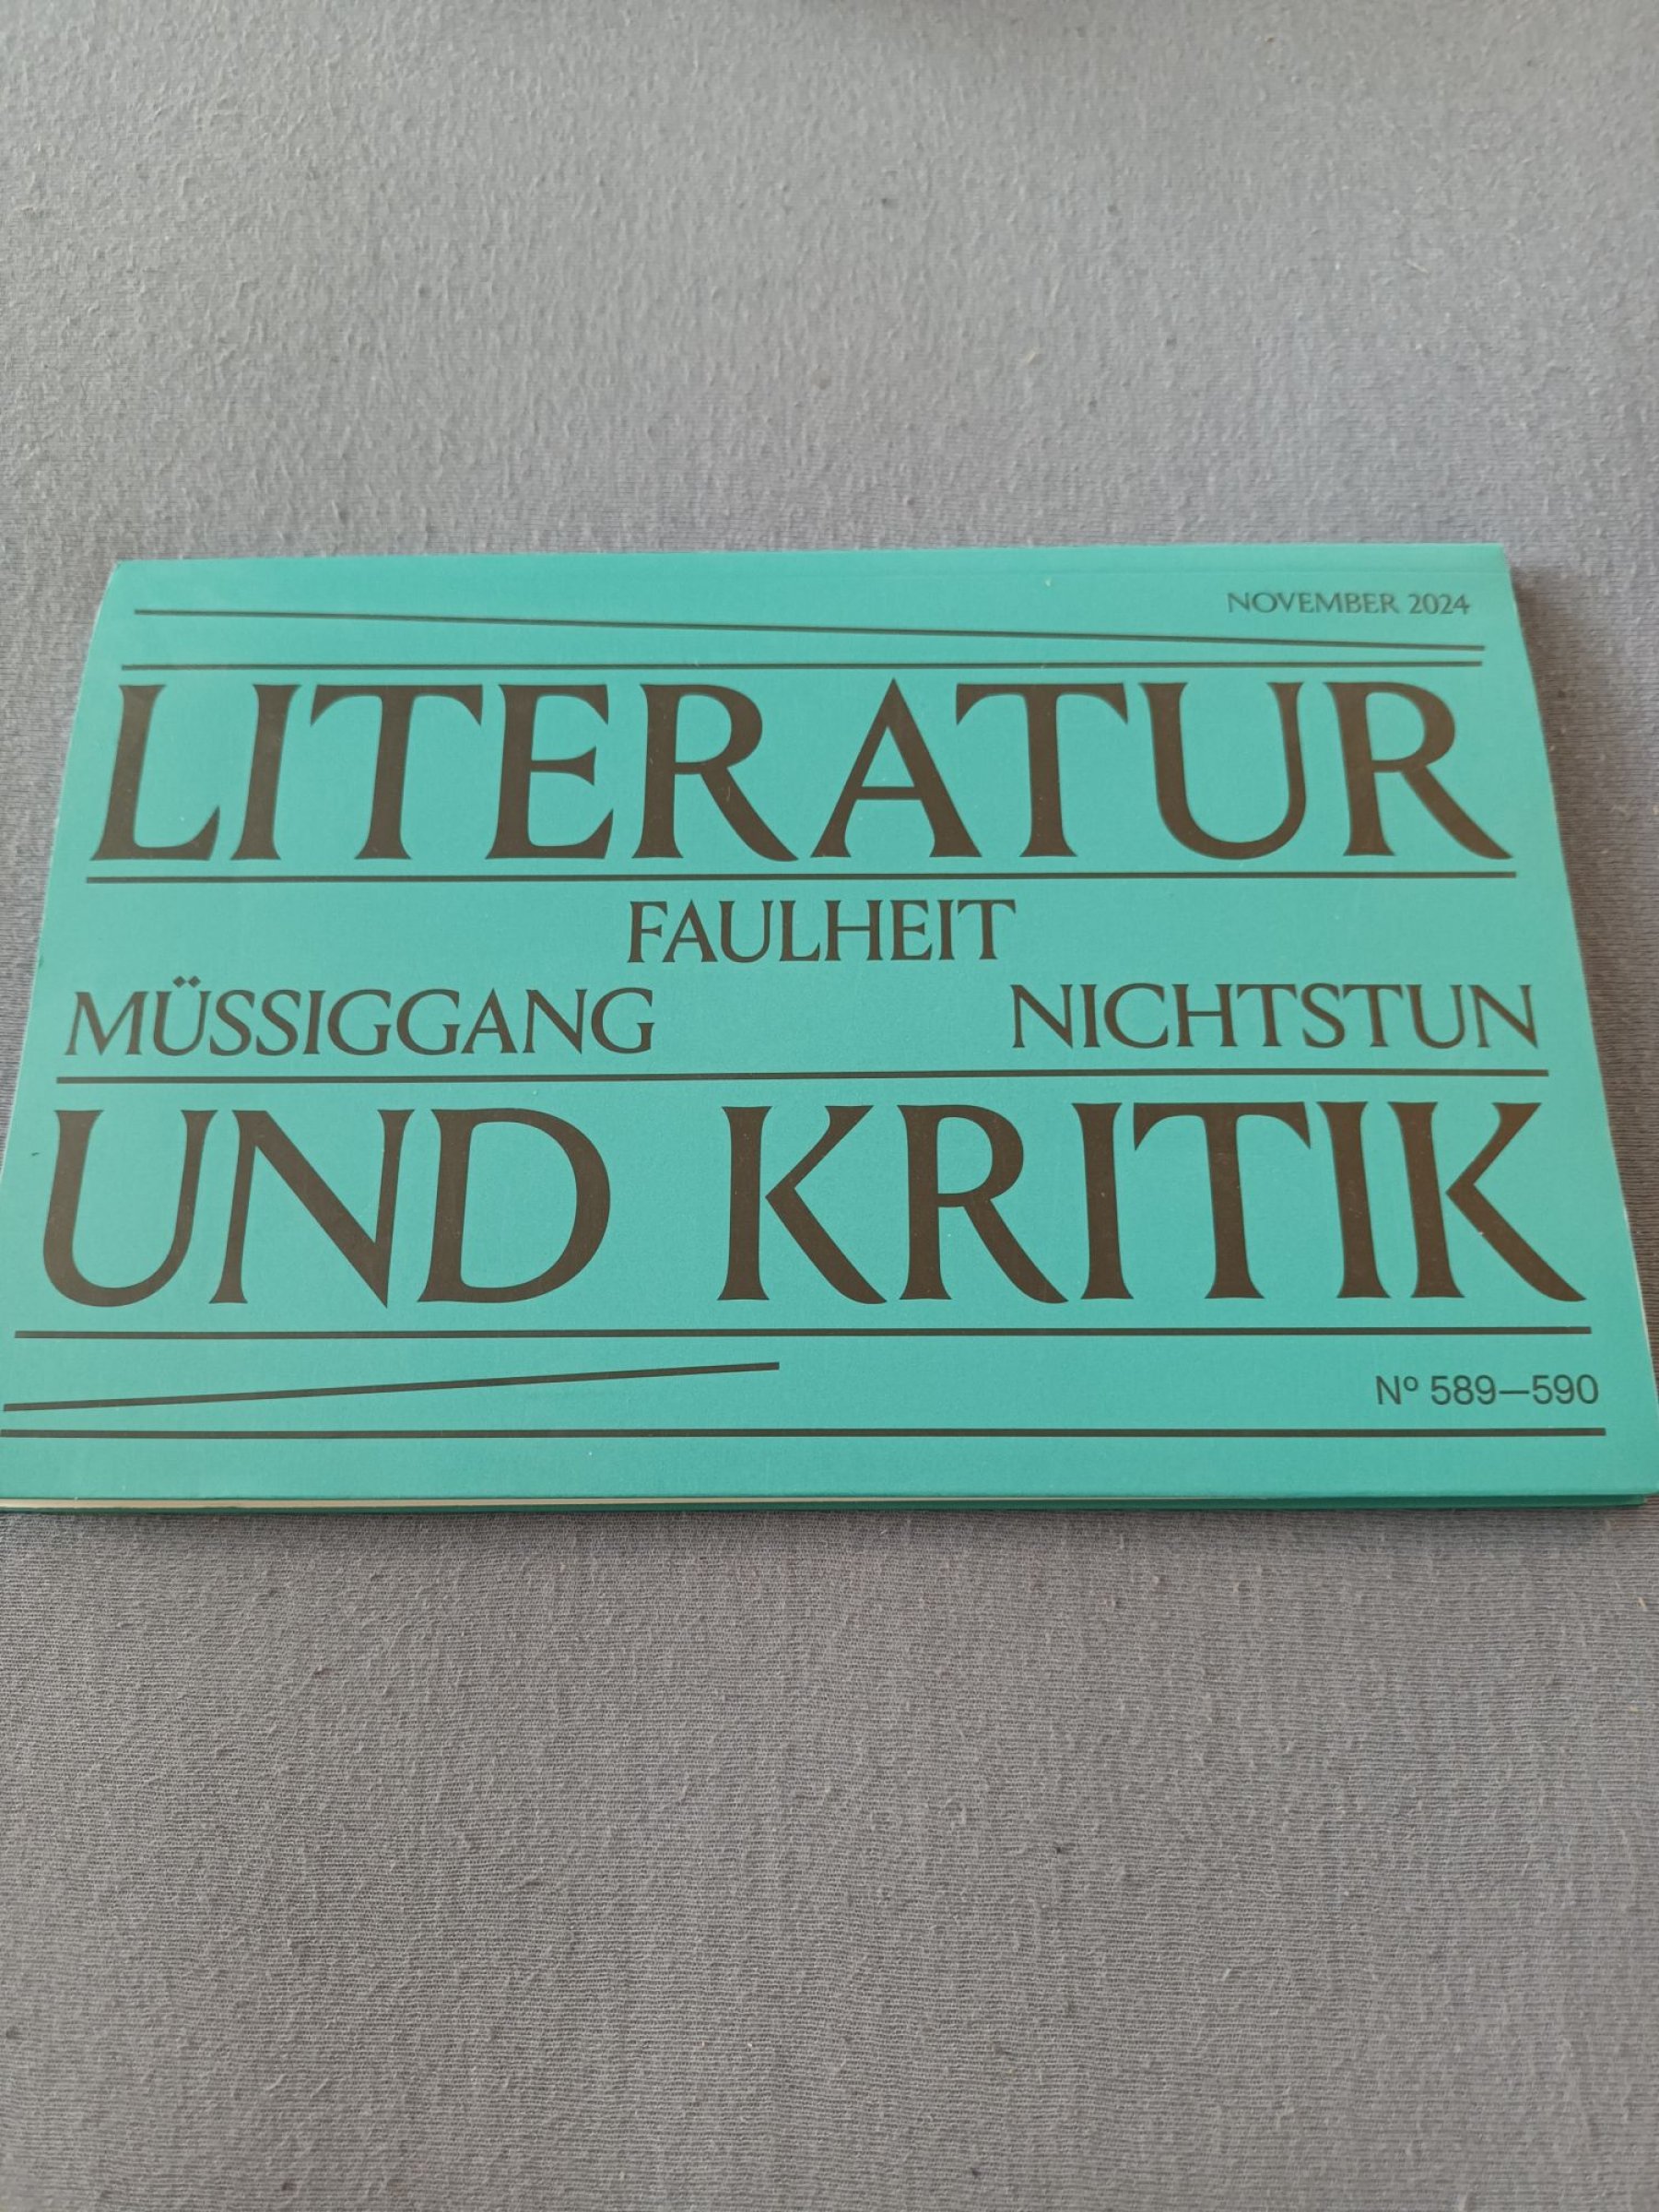 NOVEMBER 2024
LITERATUR
FAULHEIT
MÜSSIGGANG NICHTSTUN
UND KRITIK
Nº 589—590